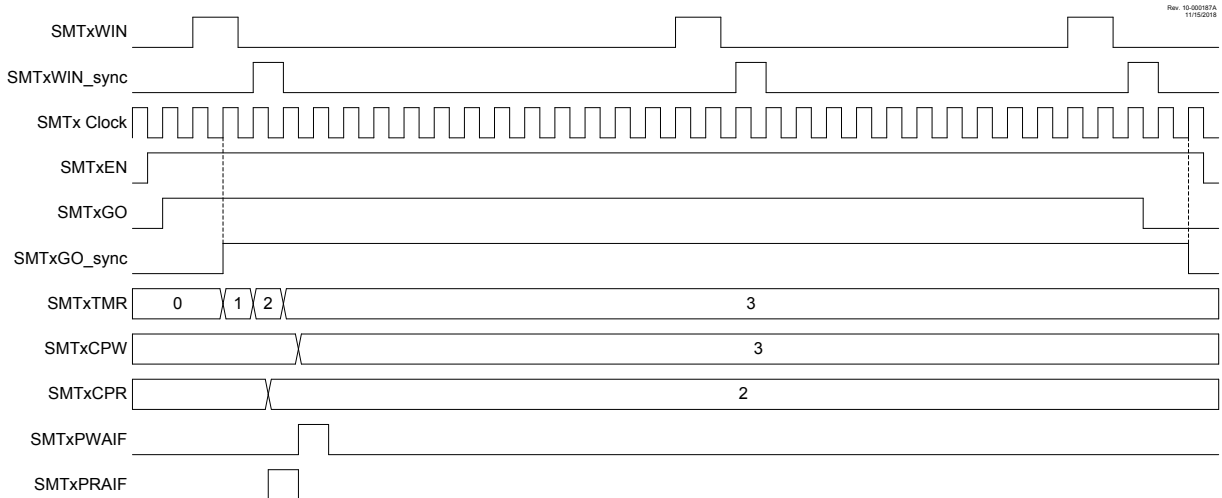 Rev. 10-000187A
11/15/2018
SMTxWIN
SMTxWIN_sync
SMTx Clock
SMTxEN
SMTxGO
SMTxGO_sync
SMTxTMR 0 1 2 3
SMTxCPW 3
SMTxCPR 2
SMTxPWAIF
SMTxPRAIF